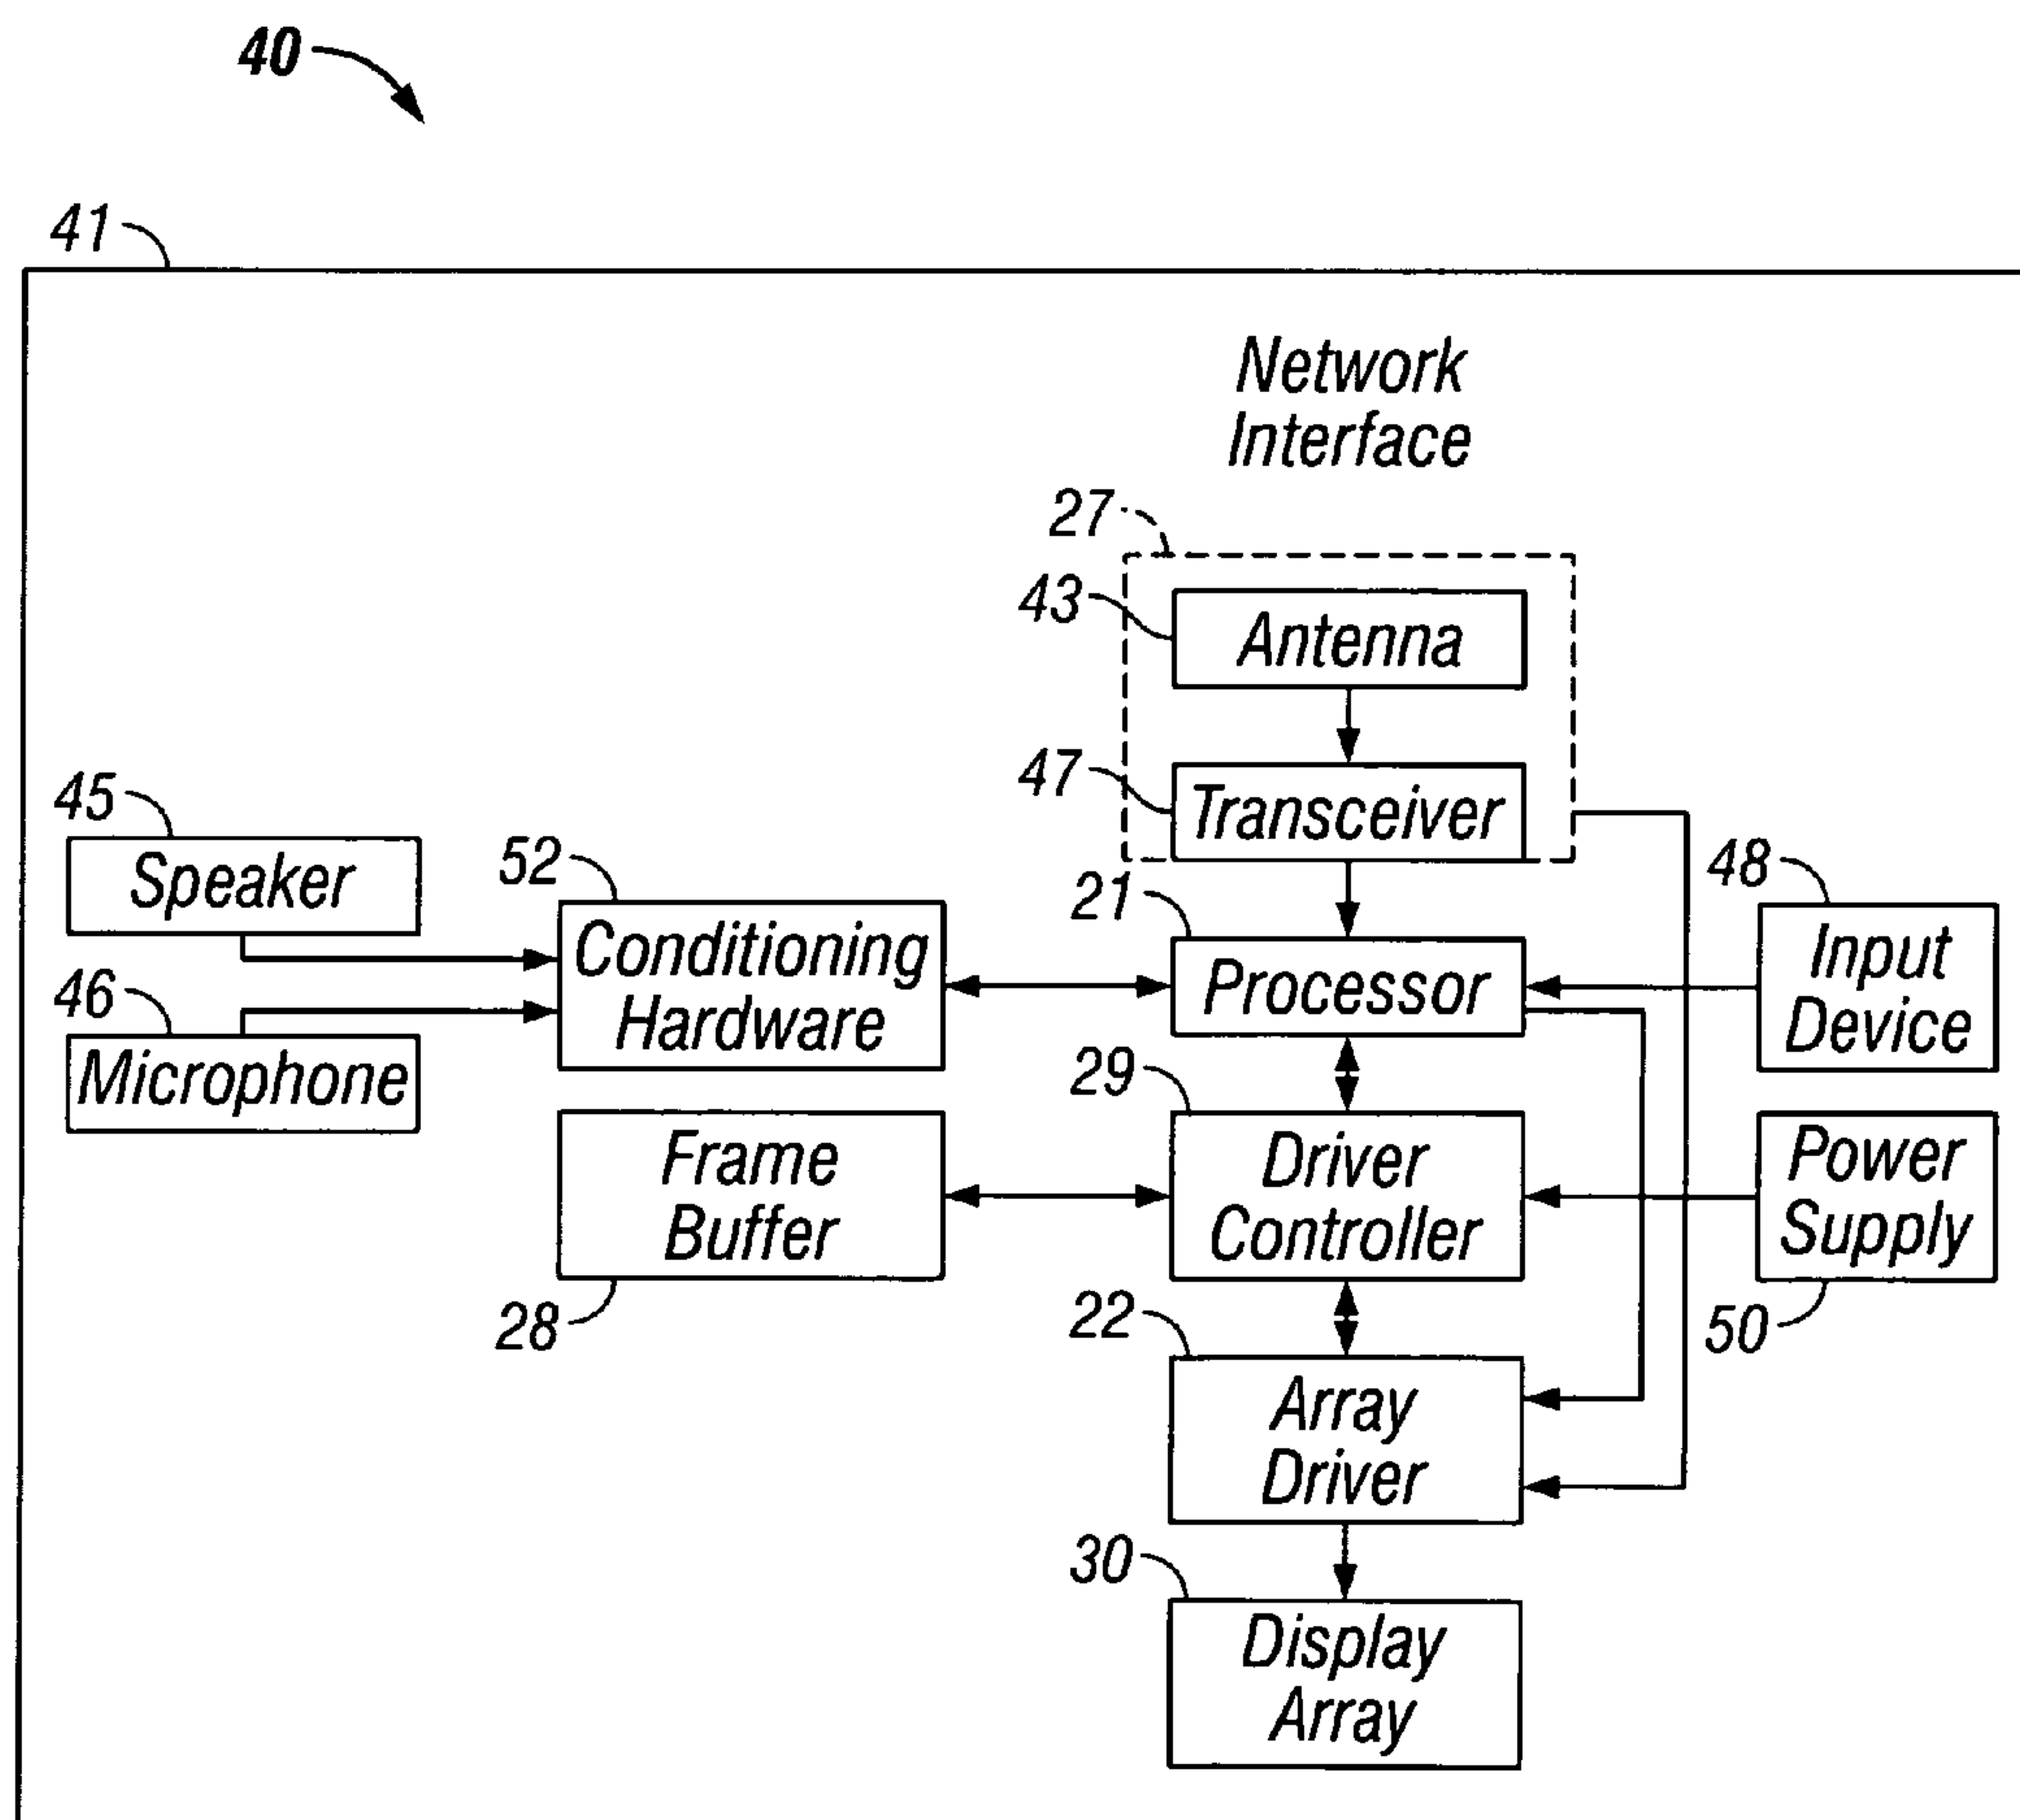 40
41
Network
Interface
27
43
Antenna
47
Transceiver
45
Speaker
52
Conditioning
Hardware
21
Processor
48
Input
Device
46
Microphone
29
Driver
Controller
Frame
Buffer
28
Power
Supply
50
22
Array
Driver
30
Display
Array